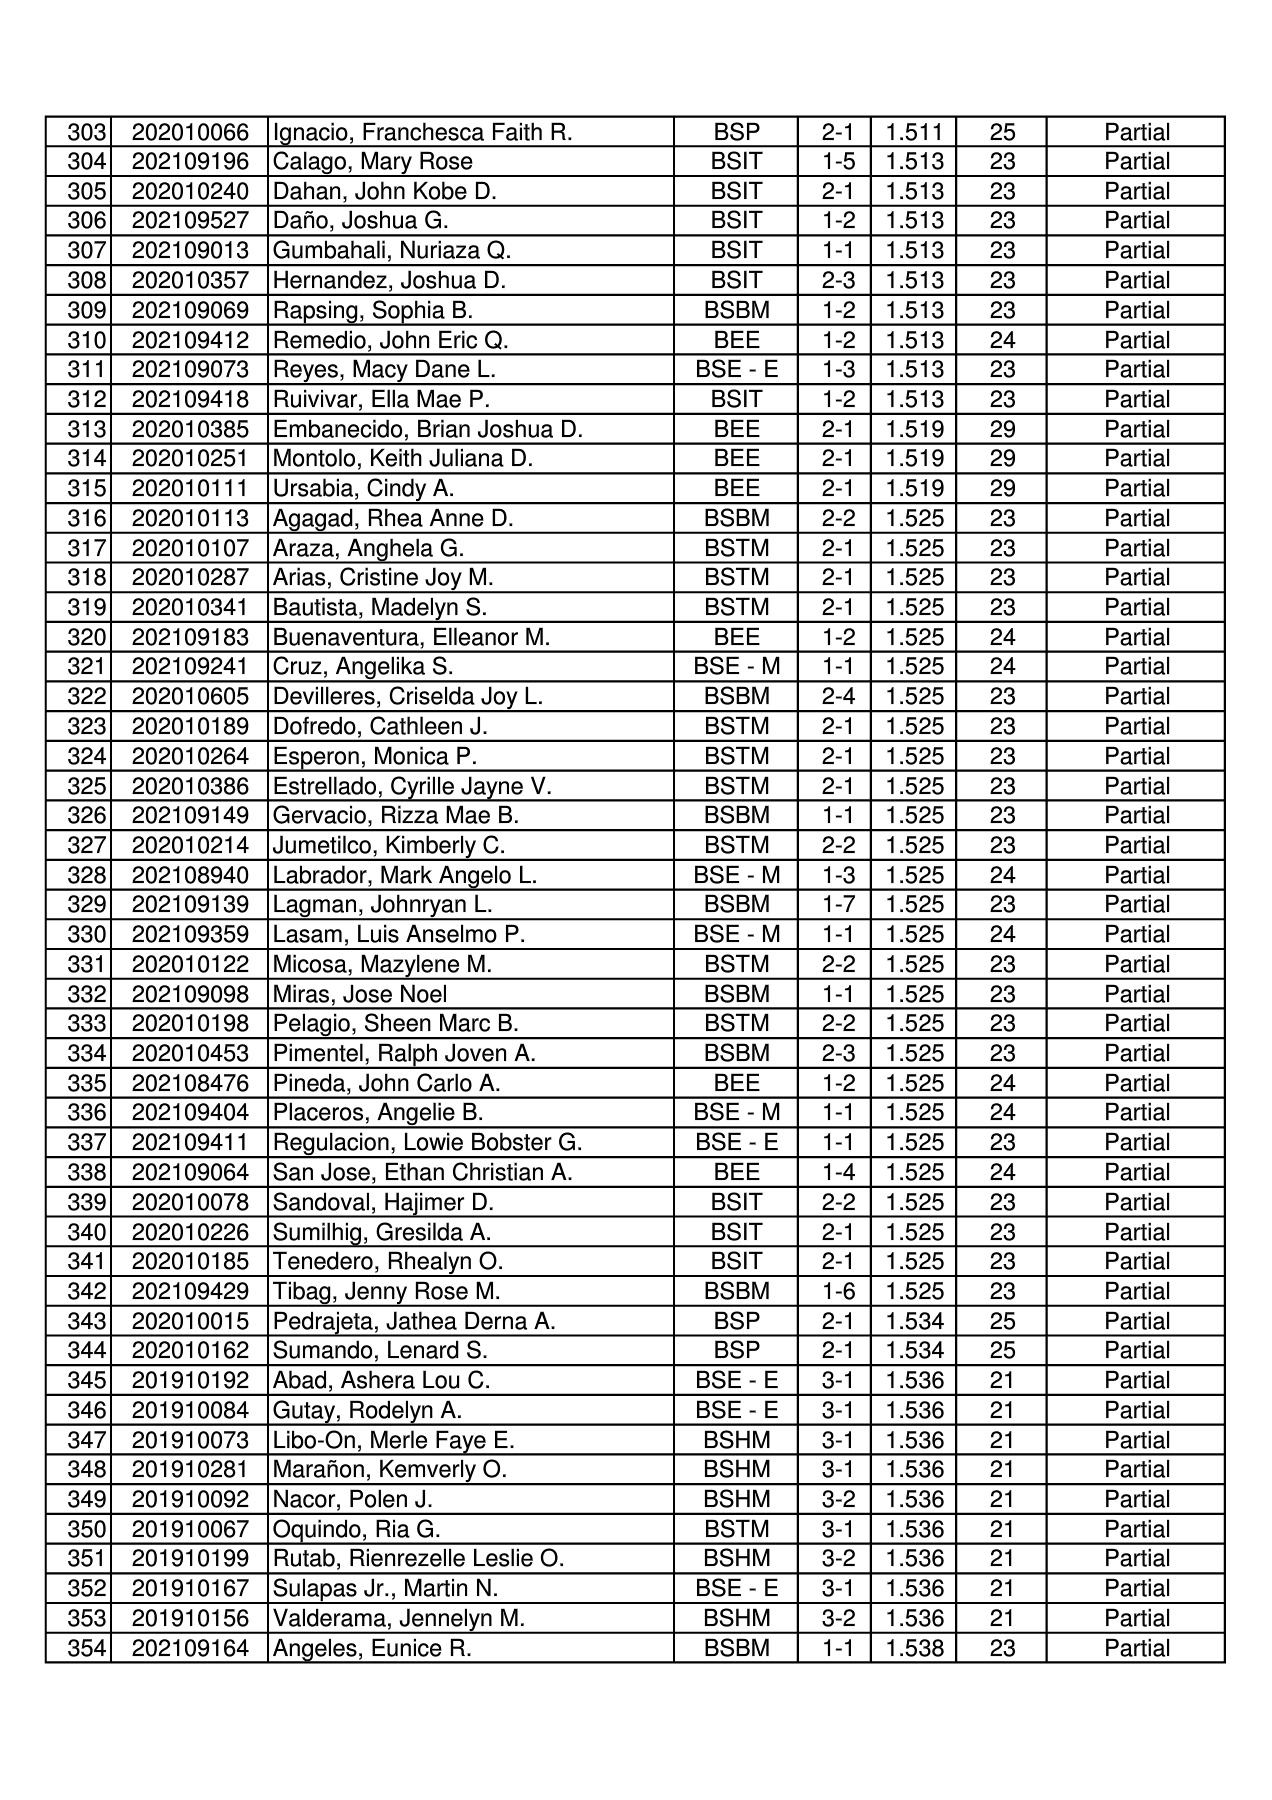 303 202010066 Ignacio, Franchesca Faith R. BSP 2-1 1.511 25 Partial
304 202109196 Calago, Mary Rose BSIT 1-5 1.513 23 Partial
305 202010240 Dahan, John Kobe D. BSIT 2-1 1.513 23 Partial
306 202109527 Daño, Joshua G. BSIT 1-2 1.513 23 Partial
307 202109013 Gumbahali, Nuriaza Q. BSIT 1-1 1.513 23 Partial
308 202010357 Hernandez, Joshua D. BSIT 2-3 1.513 23 Partial
309 202109069 Rapsing, Sophia B. BSBM 1-2 1.513 23 Partial
310 202109412 Remedio, John Eric Q. BEE 1-2 1.513 24 Partial
311 202109073 Reyes, Macy Dane L. BSE - E 1-3 1.513 23 Partial
312 202109418 Ruivivar, Ella Mae P. BSIT 1-2 1.513 23 Partial
313 202010385 Embanecido, Brian Joshua D. BEE 2-1 1.519 29 Partial
314 202010251 Montolo, Keith Juliana D. BEE 2-1 1.519 29 Partial
315 202010111 Ursabia, Cindy A. BEE 2-1 1.519 29 Partial
316 202010113 Agagad, Rhea Anne D. BSBM 2-2 1.525 23 Partial
317 202010107 Araza, Anghela G. BSTM 2-1 1.525 23 Partial
318 202010287 Arias, Cristine Joy M. BSTM 2-1 1.525 23 Partial
319 202010341 Bautista, Madelyn S. BSTM 2-1 1.525 23 Partial
320 202109183 Buenaventura, Elleanor M. BEE 1-2 1.525 24 Partial
321 202109241 Cruz, Angelika S. BSE - M 1-1 1.525 24 Partial
322 202010605 Devilleres, Criselda Joy L. BSBM 2-4 1.525 23 Partial
323 202010189 Dofredo, Cathleen J. BSTM 2-1 1.525 23 Partial
324 202010264 Esperon, Monica P. BSTM 2-1 1.525 23 Partial
325 202010386 Estrellado, Cyrille Jayne V. BSTM 2-1 1.525 23 Partial
326 202109149 Gervacio, Rizza Mae B. BSBM 1-1 1.525 23 Partial
327 202010214 Jumetilco, Kimberly C. BSTM 2-2 1.525 23 Partial
328 202108940 Labrador, Mark Angelo L. BSE - M 1-3 1.525 24 Partial
329 202109139 Lagman, Johnryan L. BSBM 1-7 1.525 23 Partial
330 202109359 Lasam, Luis Anselmo P. BSE - M 1-1 1.525 24 Partial
331 202010122 Micosa, Mazylene M. BSTM 2-2 1.525 23 Partial
332 202109098 Miras, Jose Noel BSBM 1-1 1.525 23 Partial
333 202010198 Pelagio, Sheen Marc B. BSTM 2-2 1.525 23 Partial
334 202010453 Pimentel, Ralph Joven A. BSBM 2-3 1.525 23 Partial
335 202108476 Pineda, John Carlo A. BEE 1-2 1.525 24 Partial
336 202109404 Placeros, Angelie B. BSE - M 1-1 1.525 24 Partial
337 202109411 Regulacion, Lowie Bobster G. BSE - E 1-1 1.525 23 Partial
338 202109064 San Jose, Ethan Christian A. BEE 1-4 1.525 24 Partial
339 202010078 Sandoval, Hajimer D. BSIT 2-2 1.525 23 Partial
340 202010226 Sumilhig, Gresilda A. BSIT 2-1 1.525 23 Partial
341 202010185 Tenedero, Rhealyn O. BSIT 2-1 1.525 23 Partial
342 202109429 Tibag, Jenny Rose M. BSBM 1-6 1.525 23 Partial
343 202010015 Pedrajeta, Jathea Derna A. BSP 2-1 1.534 25 Partial
344 202010162 Sumando, Lenard S. BSP 2-1 1.534 25 Partial
345 201910192 Abad, Ashera Lou C. BSE - E 3-1 1.536 21 Partial
346 201910084 Gutay, Rodelyn A. BSE - E 3-1 1.536 21 Partial
347 201910073 Libo-On, Merle Faye E. BSHM 3-1 1.536 21 Partial
348 201910281 Marañon, Kemverly O. BSHM 3-1 1.536 21 Partial
349 201910092 Nacor, Polen J. BSHM 3-2 1.536 21 Partial
350 201910067 Oquindo, Ria G. BSTM 3-1 1.536 21 Partial
351 201910199 Rutab, Rienrezelle Leslie O. BSHM 3-2 1.536 21 Partial
352 201910167 Sulapas Jr., Martin N. BSE - E 3-1 1.536 21 Partial
353 201910156 Valderama, Jennelyn M. BSHM 3-2 1.536 21 Partial
354 202109164 Angeles, Eunice R. BSBM 1-1 1.538 23 Partial